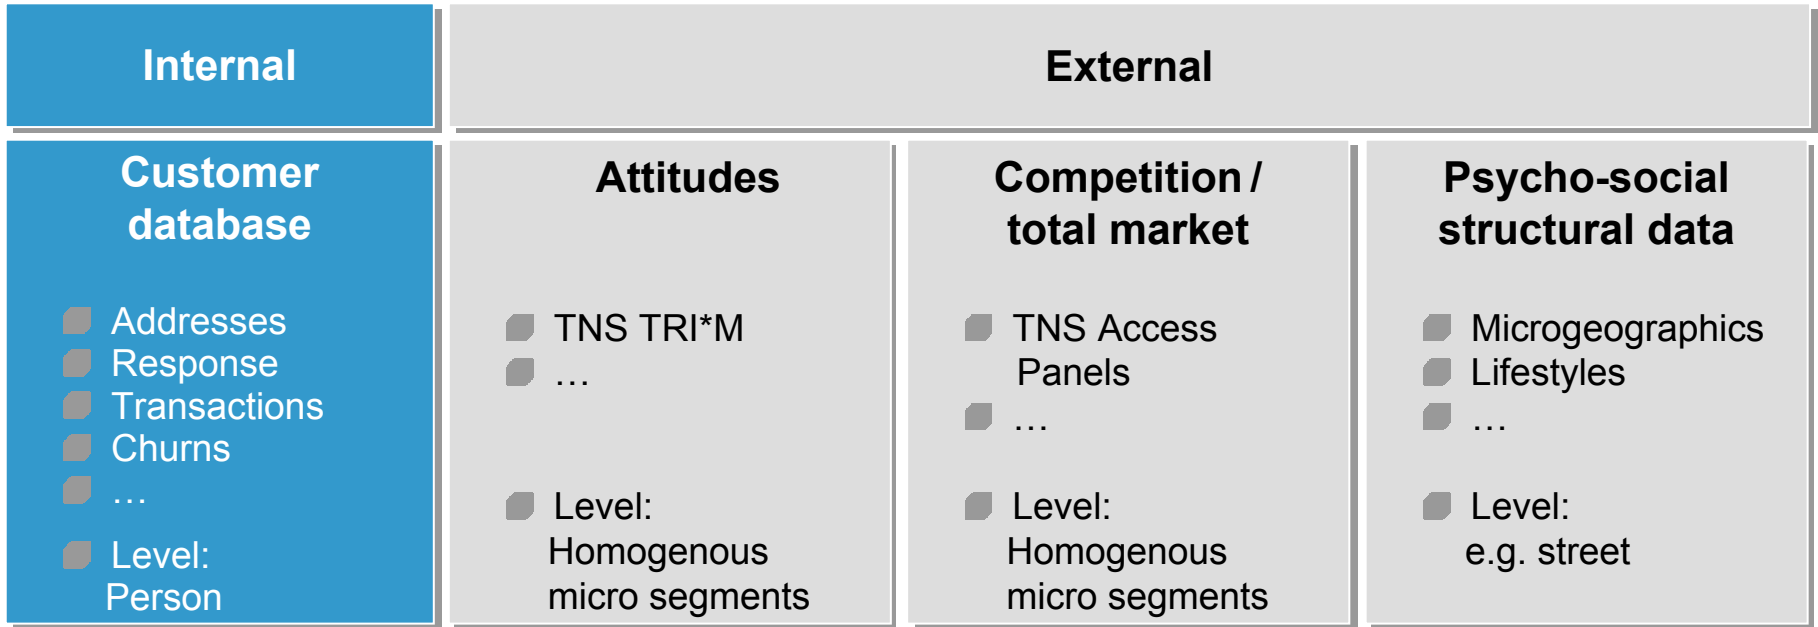 Internal
External
Customer
database
Addresses
Response
Transactions
Churns
…
Level:
Person
Attitudes
TNS TRI*M
…
Level:
Homogenous
micro segments
Competition /
total market
TNS Access
Panels
…
Level:
Homogenous
micro segments
Psycho-social
structural data
Microgeographics
Lifestyles
…
Level:
e.g. street